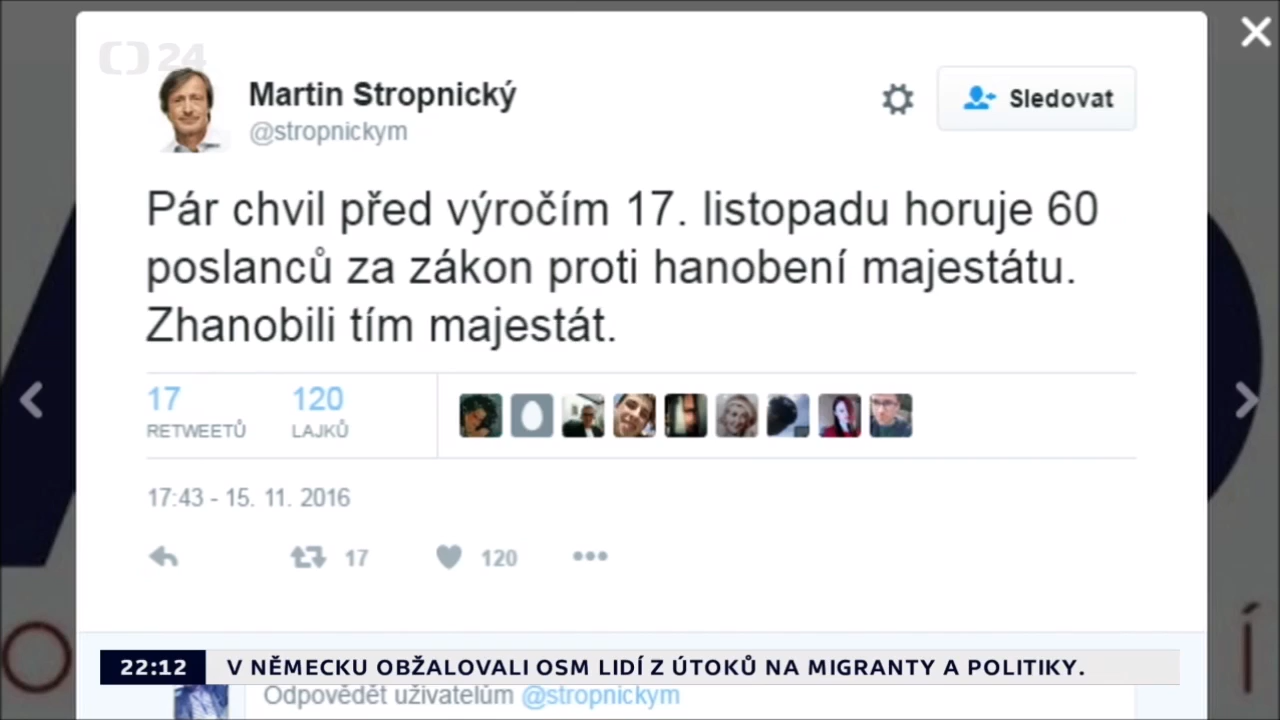 24
Martin Stropnický
@stropnickym
Sledovat
Pár chvil před výročím 17. listopadu horuje 60
poslanců za zákon proti hanobení majestátu.
Zhanobili tím majestát.
17
RETWEETŮ
120
LAJKŮ
17:43 - 15. 11. 2016
17
120
O
Í
22:12
V NĚMECKU OBŽALOVALI OSM LIDÍ Z ÚTOKŮ NA MIGRANTY A POLITIKY.
Odpovědět uživatelům @stropnickym